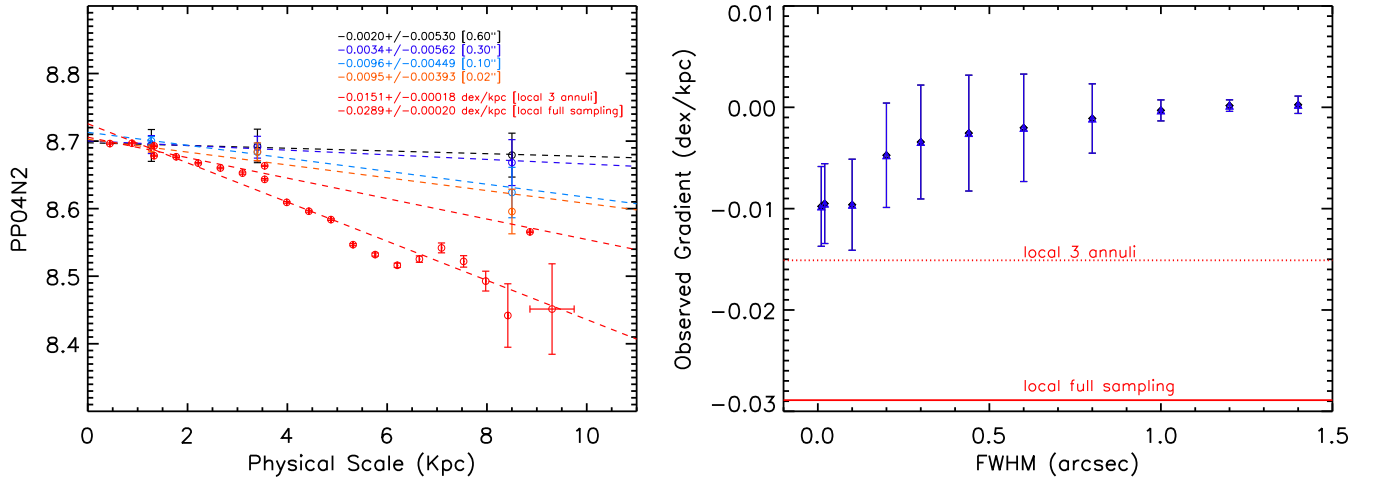 −0.0020+/−0.00530 [0.60"]
−0.0034+/−0.00562 [0.30"]
−0.0096+/−0.00449 [0.10"]
−0.0095+/−0.00393 [0.02"]
−0.0151+/−0.00018 dex/kpc [local 3 annuli]
−0.0289+/−0.00020 dex/kpc [local full sampling]
8.8
8.7
8.6
8.5
8.4
PP04N2
0 2 4 6 8 10
Physical Scale (Kpc)
0.01
0.00
−0.01
−0.02
−0.03
Observed Gradient (dex/kpc)
local 3 annuli
local full sampling
0.0 0.5 1.0 1.5
FWHM (arcsec)